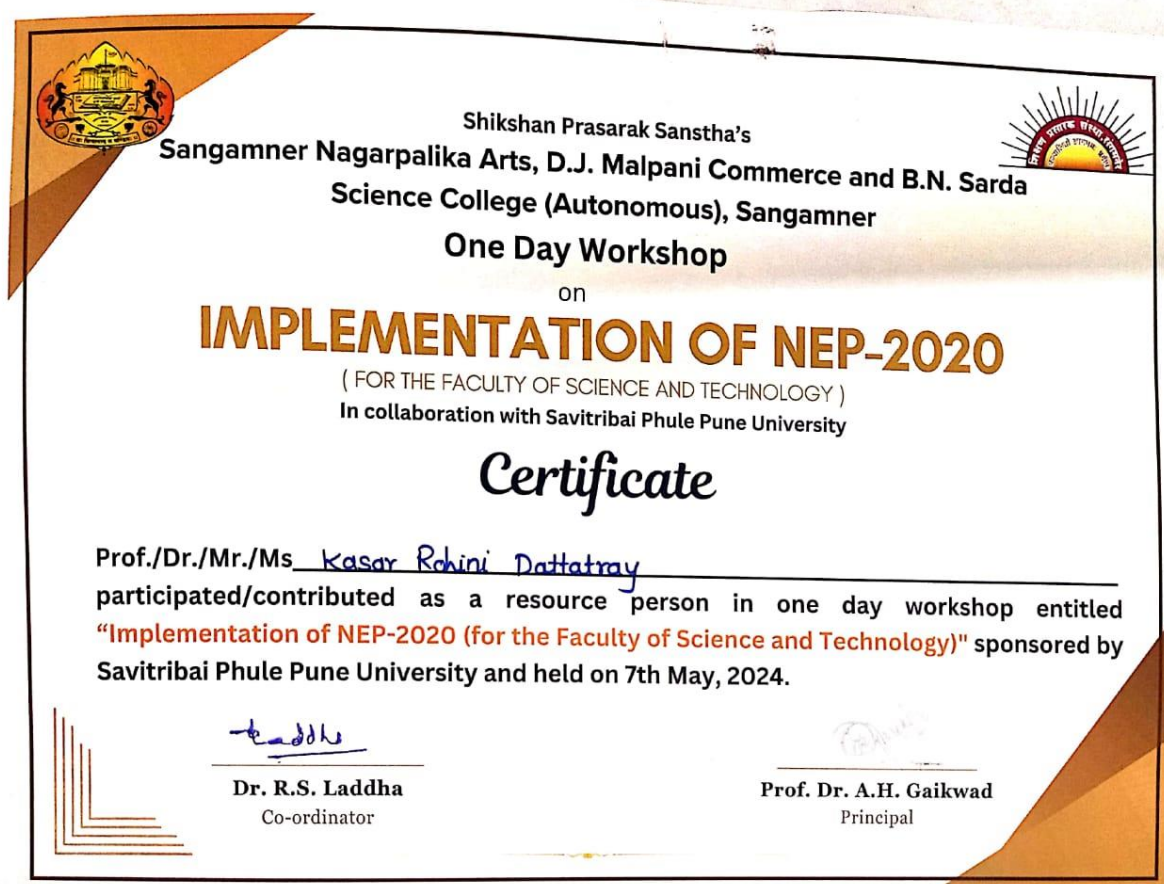 Shikshan Prasarak Sanstha's
Sangamner Nagarpalika Arts, D.J. Malpani Commerce and B.N. Sarda
Science College (Autonomous), Sangamner
One Day Workshop
on
IMPLEMENTATION OF NEP-2020
( FOR THE FACULTY OF SCIENCE AND TECHNOLOGY )
In collaboration with Savitribai Phule Pune University
Certificate
Prof./Dr./Mr./Ms Kasar Rohini Dattatray
participated/contributed as a resource person in one day workshop entitled
“Implementation of NEP-2020 (for the Faculty of Science and Technology)" sponsored by
Savitribai Phule Pune University and held on 7th May, 2024.
Dr. R.S. Laddha
Co-ordinator
Prof. Dr. A.H. Gaikwad
Principal